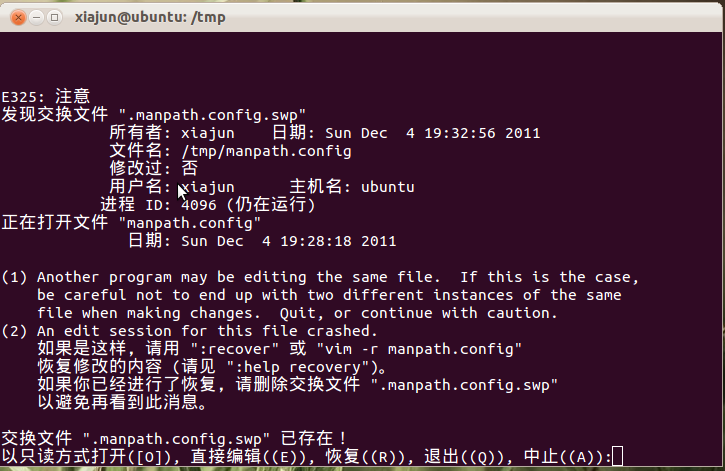 xiajun@ubuntu: /tmp
E325: 注意
发现交换文件 ".manpath.config.swp"
所有者: xiajun    日期: Sun Dec  4 19:32:56 2011
文件名: /tmp/manpath.config
修改过: 否
用户名: xiajun      主机名: ubuntu
进程 ID: 4096 (仍在运行)
正在打开文件 "manpath.config"
日期: Sun Dec  4 19:28:18 2011
(1) Another program may be editing the same file.  If this is the case,
be careful not to end up with two different instances of the same
file when making changes.  Quit, or continue with caution.
(2) An edit session for this file crashed.
如果是这样, 请用 ":recover" 或 "vim -r manpath.config"
恢复修改的内容 (请见 ":help recovery")。
如果你已经进行了恢复, 请删除交换文件 ".manpath.config.swp"
以避免再看到此消息。
交换文件 ".manpath.config.swp" 已存在！
以只读方式打开([O]), 直接编辑((E)), 恢复((R)), 退出((Q)), 中止((A)):